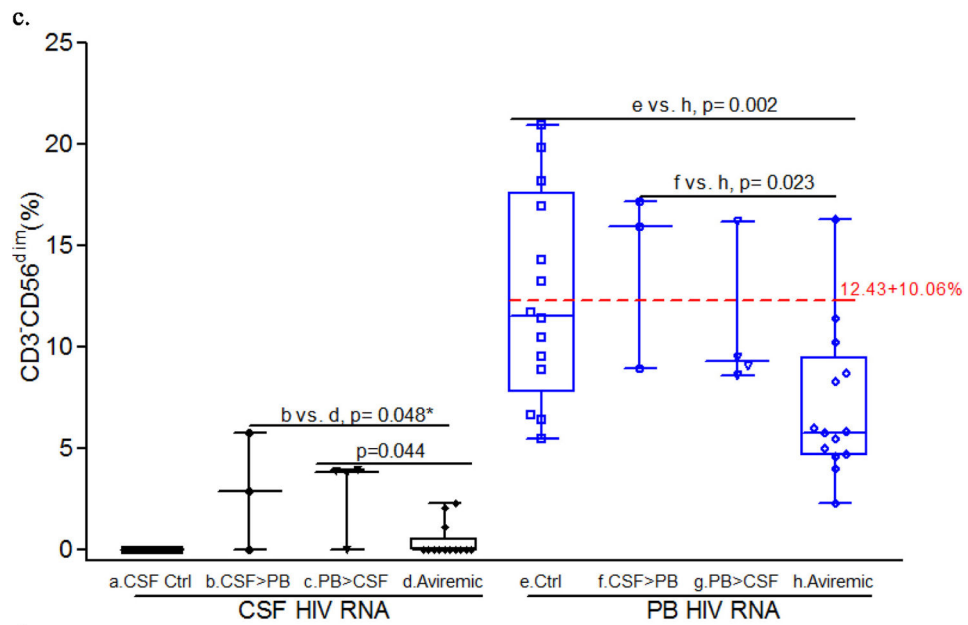 c.
25
20
15
10
5
0
CD3-CD56dim(%)
e vs. h, p= 0.002
f vs. h, p= 0.023
12.43+10.06%
b vs. d, p= 0.048*
p=0.044
a.CSF Ctrl b.CSF>PB c.PB>CSF d.Aviremic e.Ctrl f.CSF>PB g.PB>CSF h.Aviremic
CSF HIV RNA PB HIV RNA